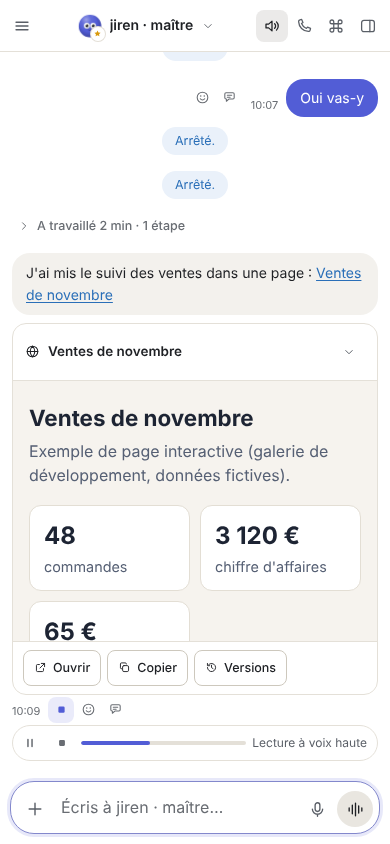 jiren · maître
Oui vas-y
10:07
Arrêté.
Arrêté.
A travaillé 2 min · 1 étape
J'ai mis le suivi des ventes dans une page : Ventes
de novembre
Ventes de novembre
Ventes de novembre
Exemple de page interactive (galerie de
développement, données fictives).
48
commandes
3 120 €
chiffre d'affaires
65 €
Ouvrir
Copier
Versions
10:09
Lecture à voix haute
Écris à jiren · maître…